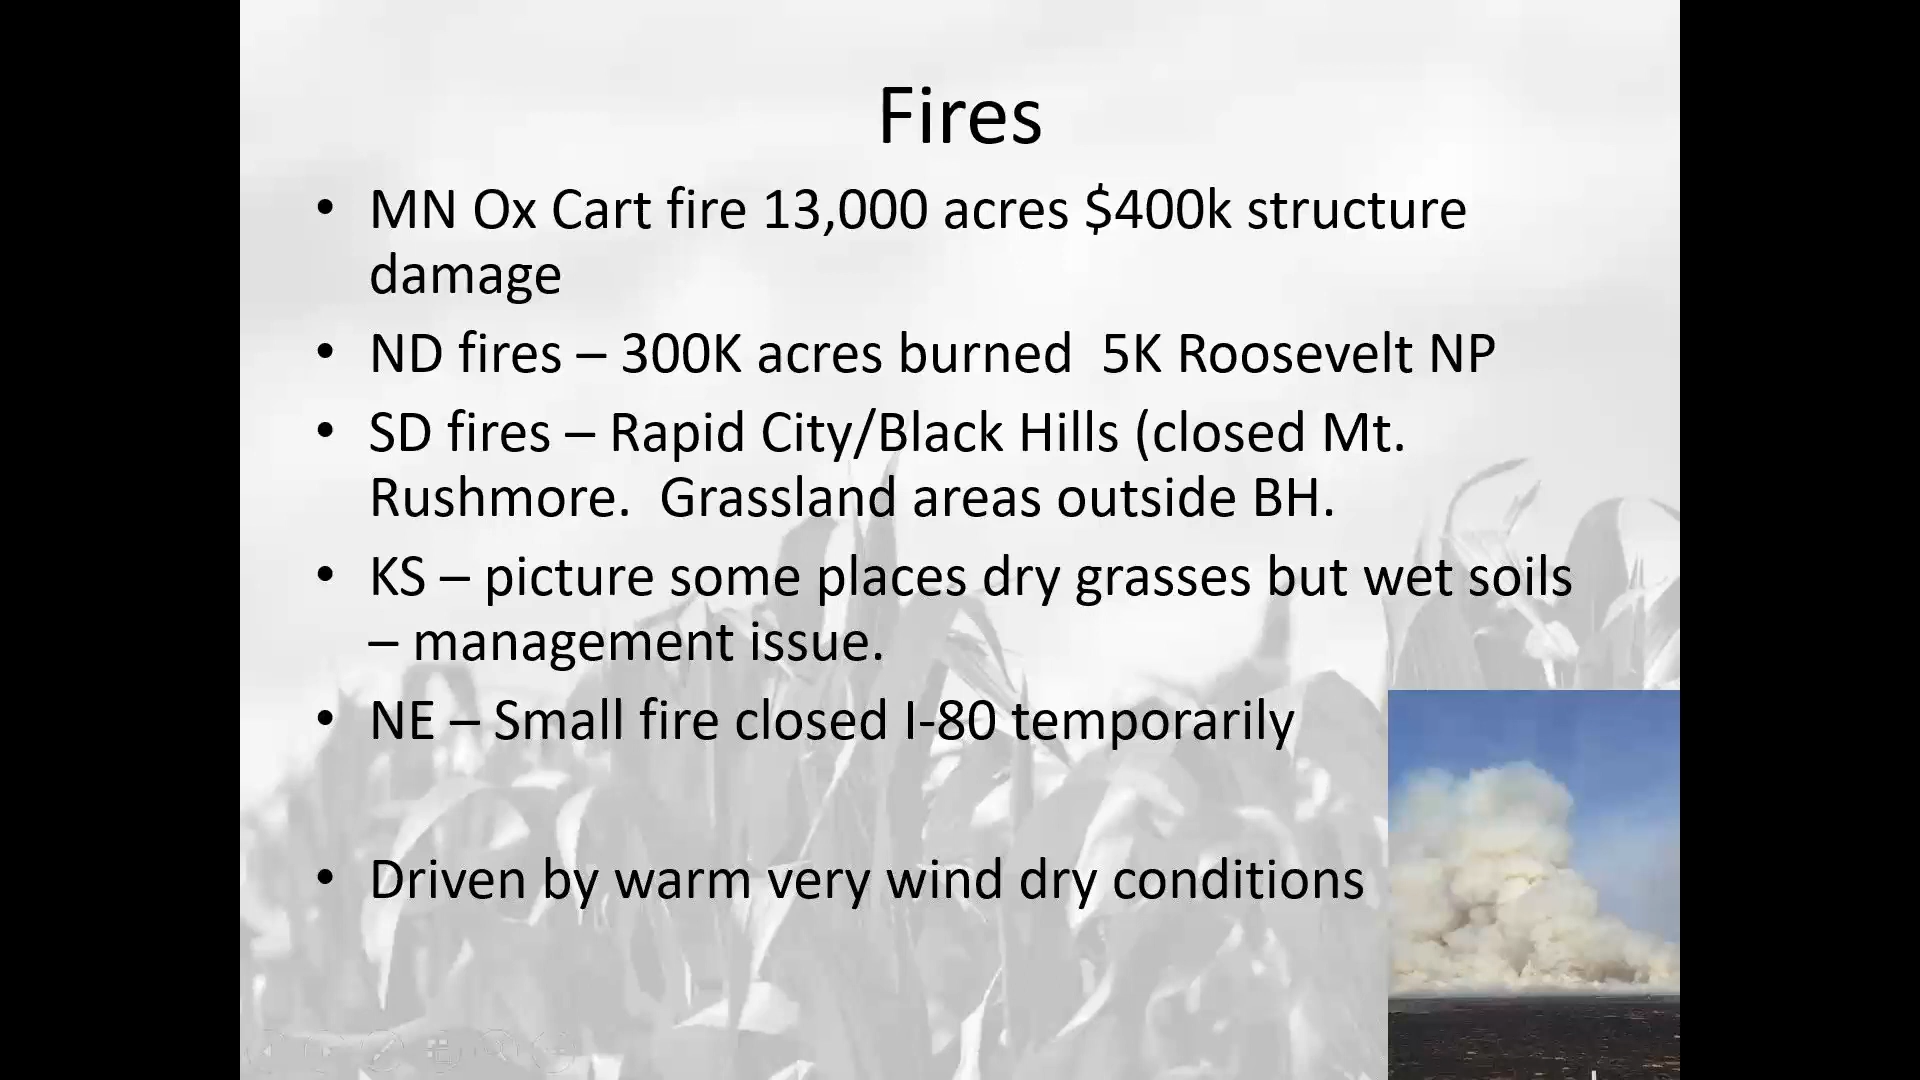 Fires
• MN Ox Cart fire 13,000 acres $400k structure
damage
• ND fires – 300K acres burned  5K Roosevelt NP
• SD fires – Rapid City/Black Hills (closed Mt.
Rushmore.  Grassland areas outside BH.
• KS – picture some places dry grasses but wet soils
– management issue.
• NE – Small fire closed I-80 temporarily
• Driven by warm very wind dry conditions